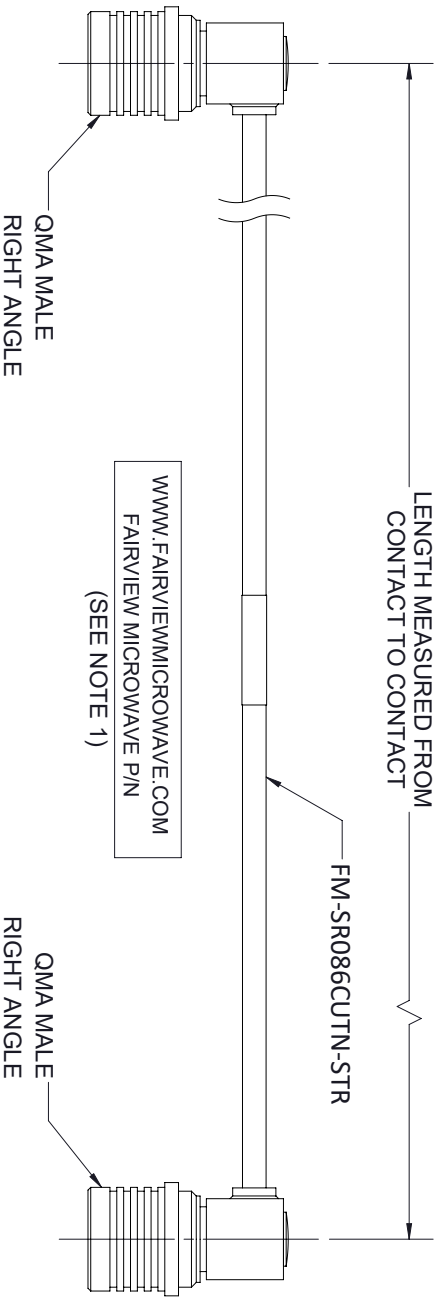 LENGTH MEASURED FROM
CONTACT TO CONTACT
FM-SR086CUTN-STR
WWW.FAIRVIEWMICROWAVE.COM
FAIRVIEW MICROWAVE P/N
(SEE NOTE 1)
QMA MALE
RIGHT ANGLE
QMA MALE
RIGHT ANGLE